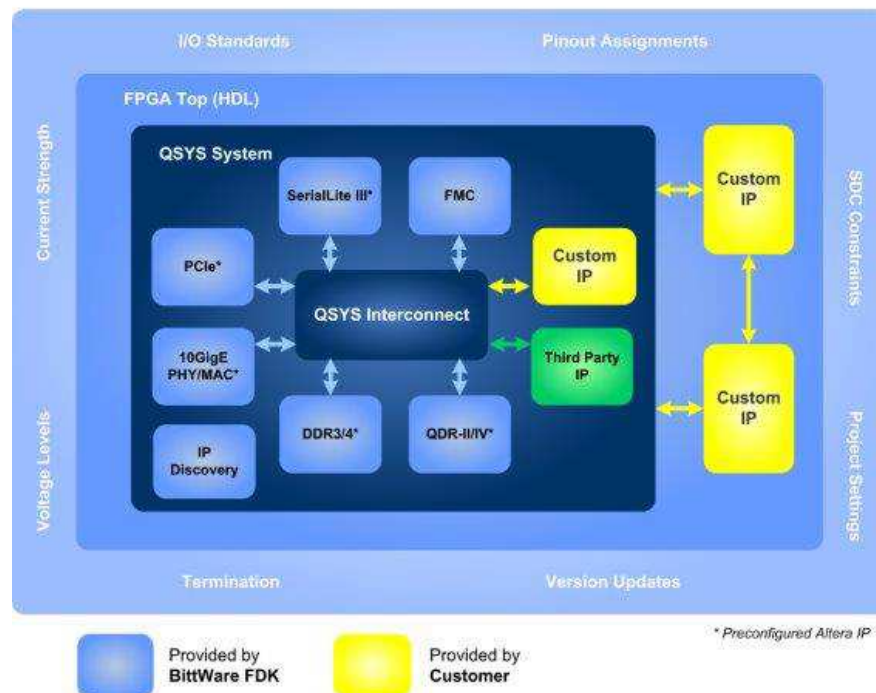 I/O Standards
Pinout Assignments
FPGA Top (HDL)
Current Strength
QSYS System
SerialLite III*
FMC
Custom
IP
SDC Constraints
PCIe*
Custom
IP
QSYS Interconnect
10GigE
PHY/MAC*
Third Party
IP
Custom
IP
DDR3/4*
QDR-II/IV*
IP
Discovery
Voltage Levels
Project Settings
Termination
Version Updates
* Preconfigured Altera IP
Provided by
BittWare FDK
Provided by
Customer